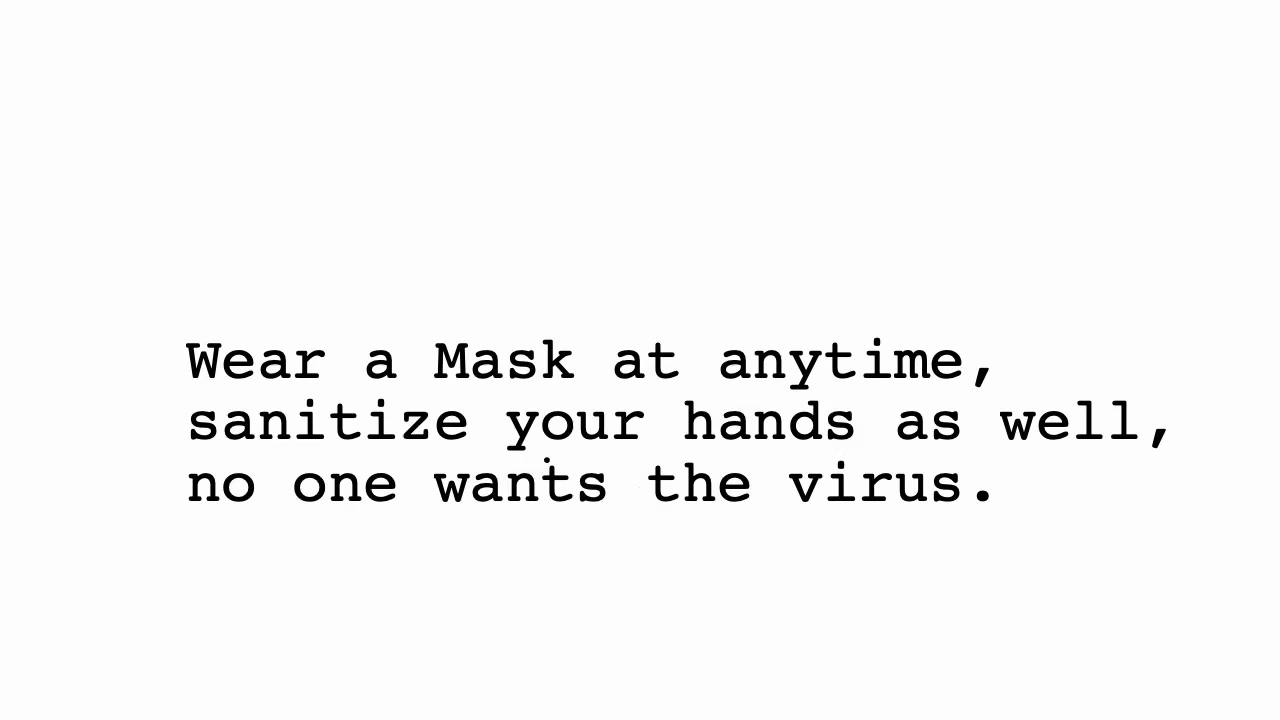 Wear a Mask at anytime,
sanitize your hands as well,
no one wants the virus.